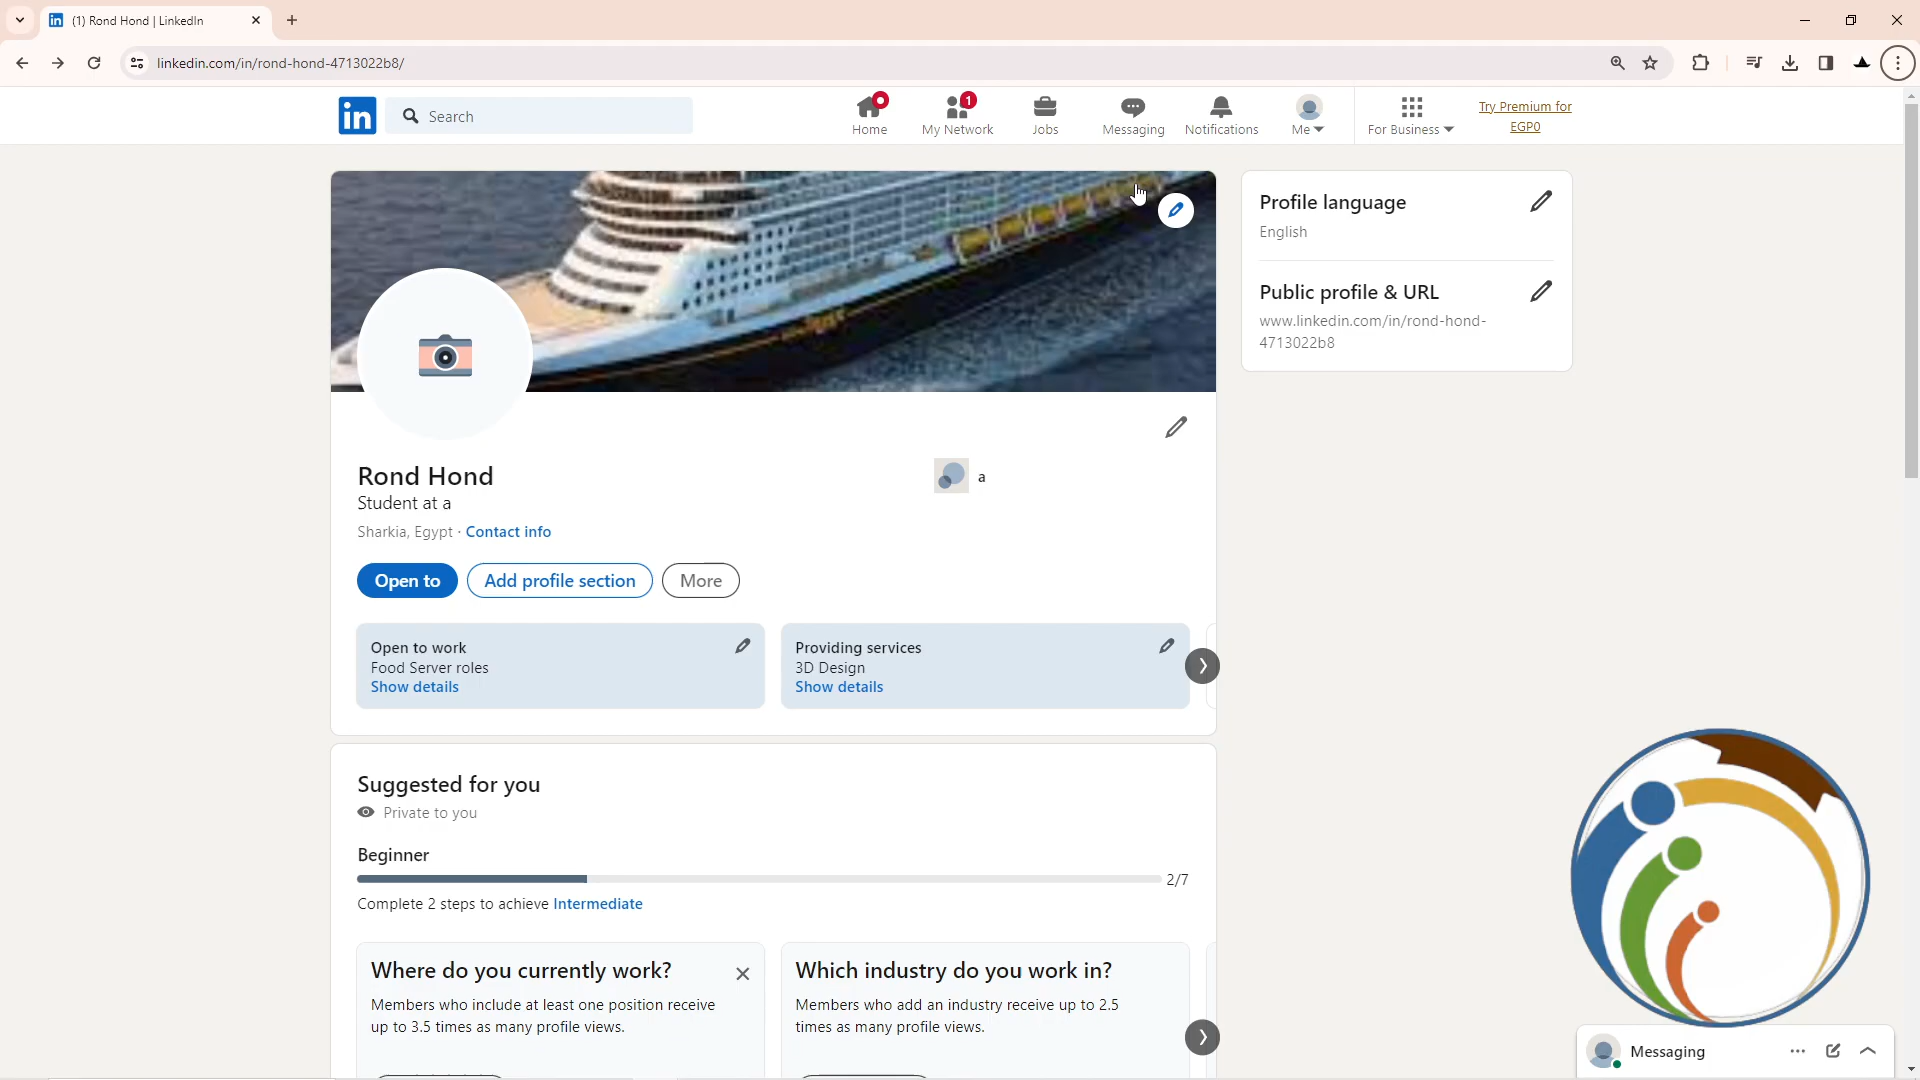 (1) Rond Hond | LinkedIn
linkedin.com/in/rond-hond-4713022b8/
in
Search
Home
1
My Network
Jobs
Messaging
Notifications
Me
For Business
Try Premium for
EGP0
Profile language
English
Public profile & URL
www.linkedin.com/in/rond-hond-
4713022b8
Rond Hond
a
Student at a
Sharkia, Egypt · Contact info
Open to
Add profile section
More
Open to work
Food Server roles
Show details
Providing services
3D Design
Show details
Suggested for you
Private to you
Beginner
2/7
Complete 2 steps to achieve Intermediate
Where do you currently work?
Members who include at least one position receive
up to 3.5 times as many profile views.
Which industry do you work in?
Members who add an industry receive up to 2.5
times as many profile views.
Messaging